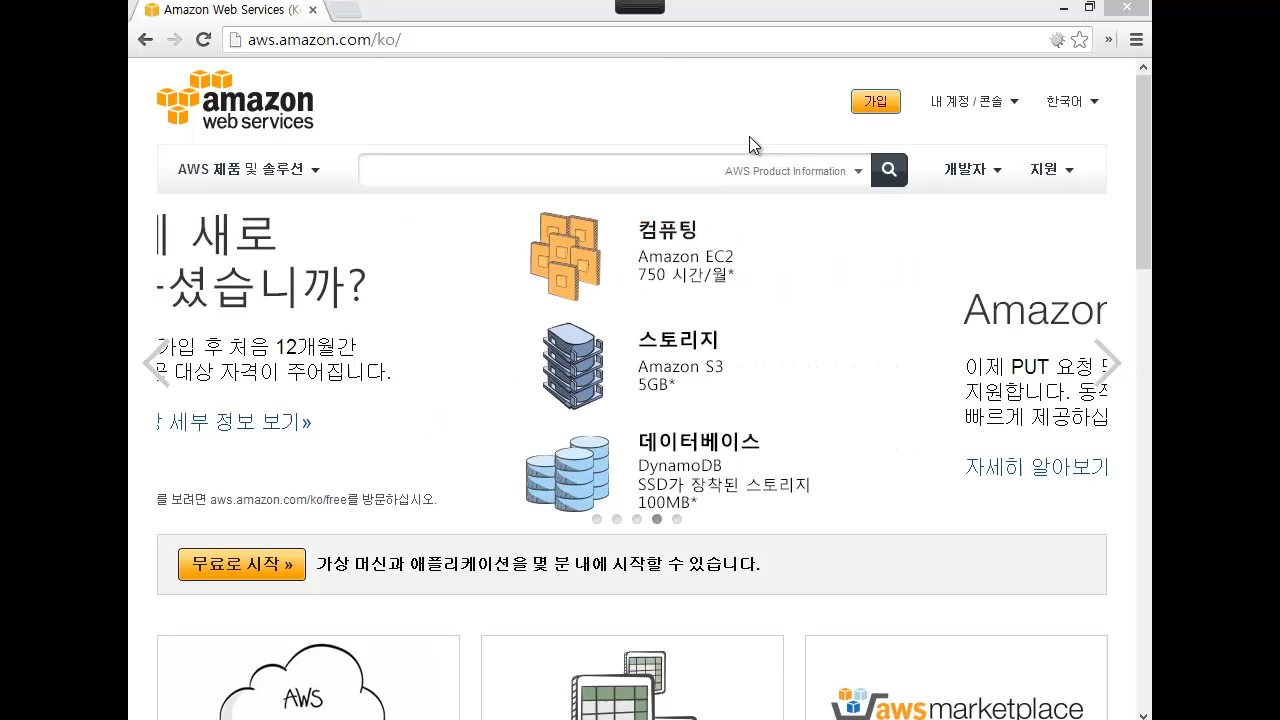 Amazon Web Services (K
aws.amazon.com/ko/
amazon
web services
가입
내 계정 / 콘솔
한국어
AWS 제품 및 솔루션
AWS Product Information
개발자
지원
새로
셨습니까?
가입 후 처음 12개월간
대상 자격이 주어집니다.
세부 정보 보기»
를 보려면 aws.amazon.com/ko/free를 방문하십시오.
컴퓨팅
Amazon EC2
750 시간/월*
스토리지
Amazon S3
5GB*
데이터베이스
DynamoDB
SSD가 장착된 스토리지
100MB*
Amazon
이제 PUT 요청
지원합니다. 동적
빠르게 제공하십
자세히 알아보기
무료로 시작 »
가상 머신과 애플리케이션을 몇 분 내에 시작할 수 있습니다.
AWS
aws marketplace